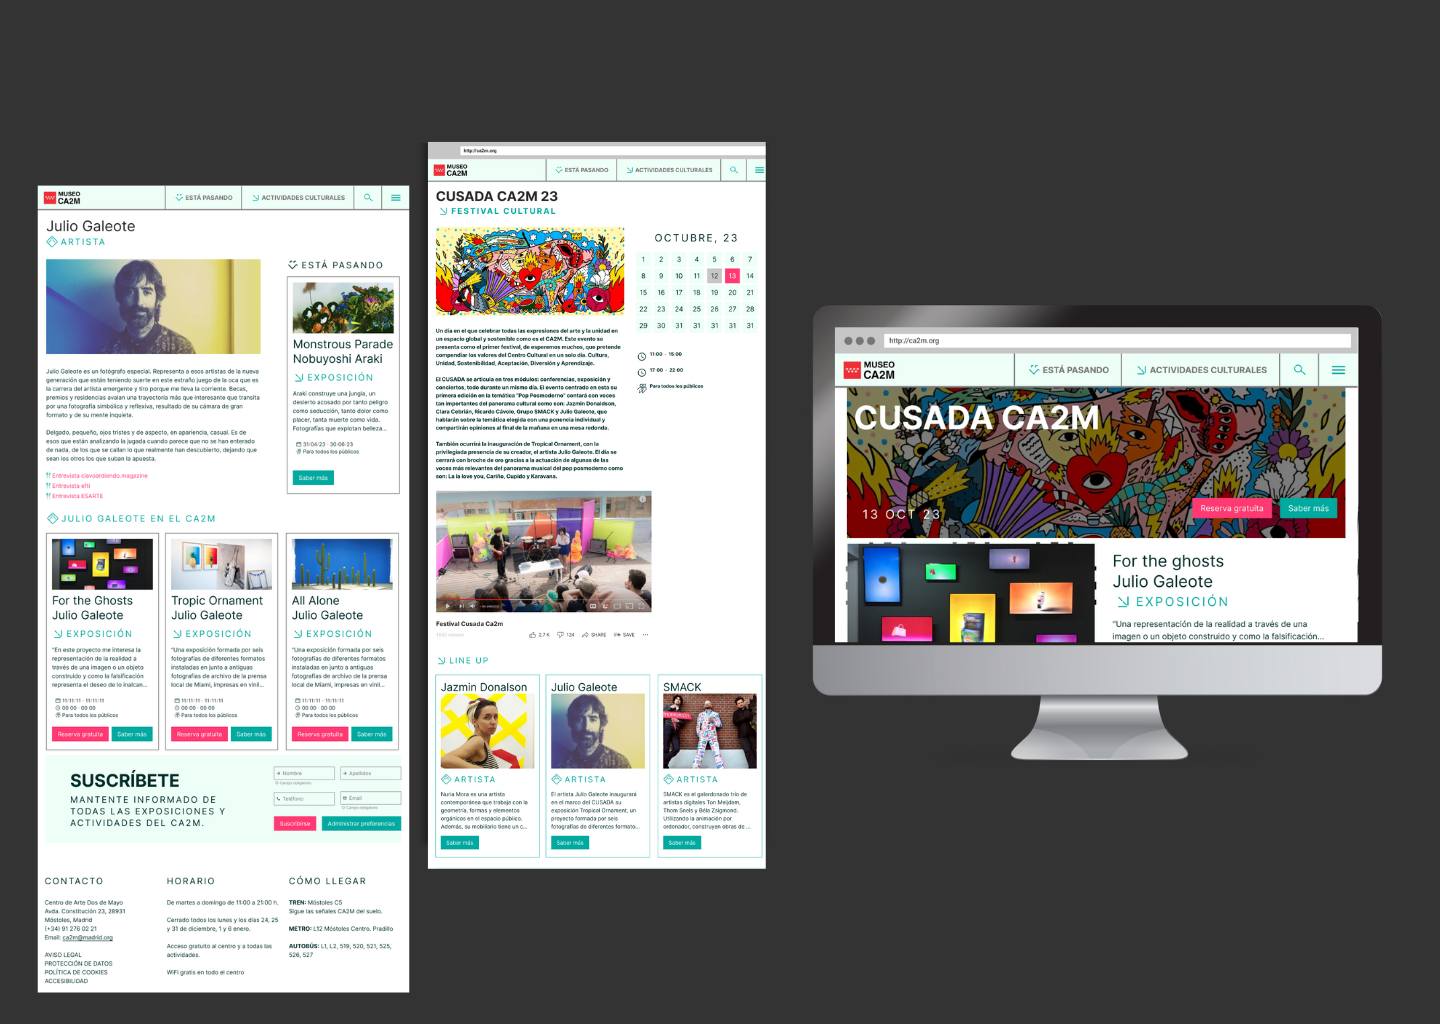 MUSEO
CA2M
ESTÁ PASANDO
ACTIVIDADES CULTURALES
Julio Galeote
ARTISTA
Julio Galeote es un fotógrafo especial. Representa a esos artistas de la nueva
generación que están teniendo suerte en este extraño juego de la oca que es
la carrera del artista emergente y frío porque me lleva la corriente. Becas,
premios y residencias avalan una trayectoria más que interesante que transita
por una fotografía simbólica y reflexiva, resultado de su cámara de gran
formato y de su mente inquieta.
Delgado, pequeño, ojos tristes y de aspecto, en apariencia, casual. Es de
esos que están analizando la jugada cuando parece que no se han enterado
de nada, de los que se callan lo que realmente han descubierto, dejando que
sean los otros los que suban la apuesta.
Entrevista clavoardiendo.magazine
Entrevista efti
Entrevista ESARTE
ESTÁ PASANDO
Monstrous Parade
Nobuyoshi Araki
EXPOSICIÓN
Araki construye una jungla, un
desierto acosado por tanto peligro
como seducción, tanto dolor como
placer, tanta muerte como vida.
Fotografías que explotan belleza...
31/04/23 - 30/06/23
Para todos los públicos
Saber más
JULIO GALEOTE EN EL CA2M
For the Ghosts
Julio Galeote
EXPOSICIÓN
"En este proyecto me interesa la
representación de la realidad a
través de una imagen o un objeto
construido y como la falsificación
representa el deseo de lo inalcan...
11/11/11 - 11/11/11
00:00 - 00:00
Para todos los públicos
Reserva gratuita
Saber más
Tropic Ornament
Julio Galeote
EXPOSICIÓN
"Una exposición formada por seis
fotografías de diferentes formatos
instaladas en junto a antiguas
fotografías de archivo de la prensa
local de Miami, impresas en vinil...
11/11/11 - 11/11/11
00:00 - 00:00
Para todos los públicos
Reserva gratuita
Saber más
All Alone
Julio Galeote
EXPOSICIÓN
"Una exposición formada por seis
fotografías de diferentes formatos
instaladas en junto a antiguas
fotografías de archivo de la prensa
local de Miami, impresas en vinil...
11/11/11 - 11/11/11
00:00 - 00:00
Para todos los públicos
Reserva gratuita
Saber más
SUSCRÍBETE
MANTENTE INFORMADO DE
TODAS LAS EXPOSICIONES Y
ACTIVIDADES DEL CA2M.
Nombre
Apellidos
Campo obligatorio
Teléfono
Email
Campo obligatorio
Suscribirse
Administrar preferencias
CONTACTO
Centro de Arte Dos de Mayo
Avda. Constitución 23, 28931
Móstoles, Madrid
(+34) 91 276 02 21
Email: ca2m@madrid.org
AVISO LEGAL
PROTECCIÓN DE DATOS
POLÍTICA DE COOKIES
ACCESIBILIDAD
HORARIO
De martes a domingo de 11:00 a 21:00 h.
Cerrado todos los lunes y los días 24, 25
y 31 de diciembre, 1 y 6 enero.
Acceso gratuito al centro y a todas las
actividades.
WiFi gratis en todo el centro
CÓMO LLEGAR
TREN: Móstoles C5
Sigue las señales CA2M del suelo.
METRO: L12 Móstoles Centro. Pradillo
AUTOBÚS: L1, L2, 519, 520, 521, 525,
526, 527
http://ca2m.org
MUSEO
CA2M
ESTÁ PASANDO
ACTIVIDADES CULTURALES
CUSADA CA2M 23
FESTIVAL CULTURAL
Un día en el que celebrar todas las expresiones del arte y la unidad en
un espacio global y sostenible como es el CA2M. Este evento se
presenta como el primer festival, de esperemos muchos, que pretende
compendiar los valores del Centro Cultural en un solo día. Cultura,
Unidad, Sostenibilidad, Aceptación, Diversión y Aprendizaje.
El CUSADA se articula en tres módulos: conferencias, exposición y
conciertos, todo durante un mismo día. El evento centrado en esta su
primera edición en la temática "Pop Posmoderno" contará con voces
tan importantes del panorama cultural como son: Jazmín Donaldson,
Clara Cebrián, Ricardo Cávolo, Grupo SMACK y Julio Galeote, que
hablarán sobre la temática elegida con una ponencia individual y
compartirán opiniones al final de la mañana en una mesa redonda.
También ocurrirá la inauguración de Tropical Ornament, con la
privilegiada presencia de su creador, el artista Julio Galeote. El día se
cerrará con broche de oro gracias a la actuación de algunas de las
voces más relevantes del panorama musical del pop posmoderno como
son: La la love you, Cariño, Cupido y Karavana.
OCTUBRE, 23
1 2 3 4 5 6 7
8 9 10 11 12 13 14
15 16 17 18 19 20 21
22 23 24 25 26 27 28
29 30 31 31 31 31 31
11:00 - 15:00
17:00 - 22:00
Para todos los públicos
Festival Cusada Ca2m
2.7 K
124
SHARE
SAVE
LINE UP
Jazmin Donalson
ARTISTA
Nuria Mora es una artista
contemporánea que trabaja con la
geometría, formas y elementos
orgánicos en el espacio público.
Además, su mobiliario tiene un c...
Saber más
Julio Galeote
ARTISTA
El artista Julio Galeote inaugurará
en el marco del CUSADA su
exposición Tropical Ornament, un
proyecto formada por seis
fotografías de diferentes formato...
Saber más
SMACK
ARTISTA
SMACK es el galardonado trío de
artistas digitales Ton Meijdam,
Thom Snels y Béla Zsigmond.
Utilizando la animación por
ordenador, construyen obras de ...
Saber más
http://ca2m.org
MUSEO
CA2M
ESTÁ PASANDO
ACTIVIDADES CULTURALES
CUSADA CA2M
13 OCT 23
Reserva gratuita
Saber más
For the ghosts
Julio Galeote
EXPOSICIÓN
"Una representación de la realidad a través de una
imagen o un objeto construido y como la falsificación...